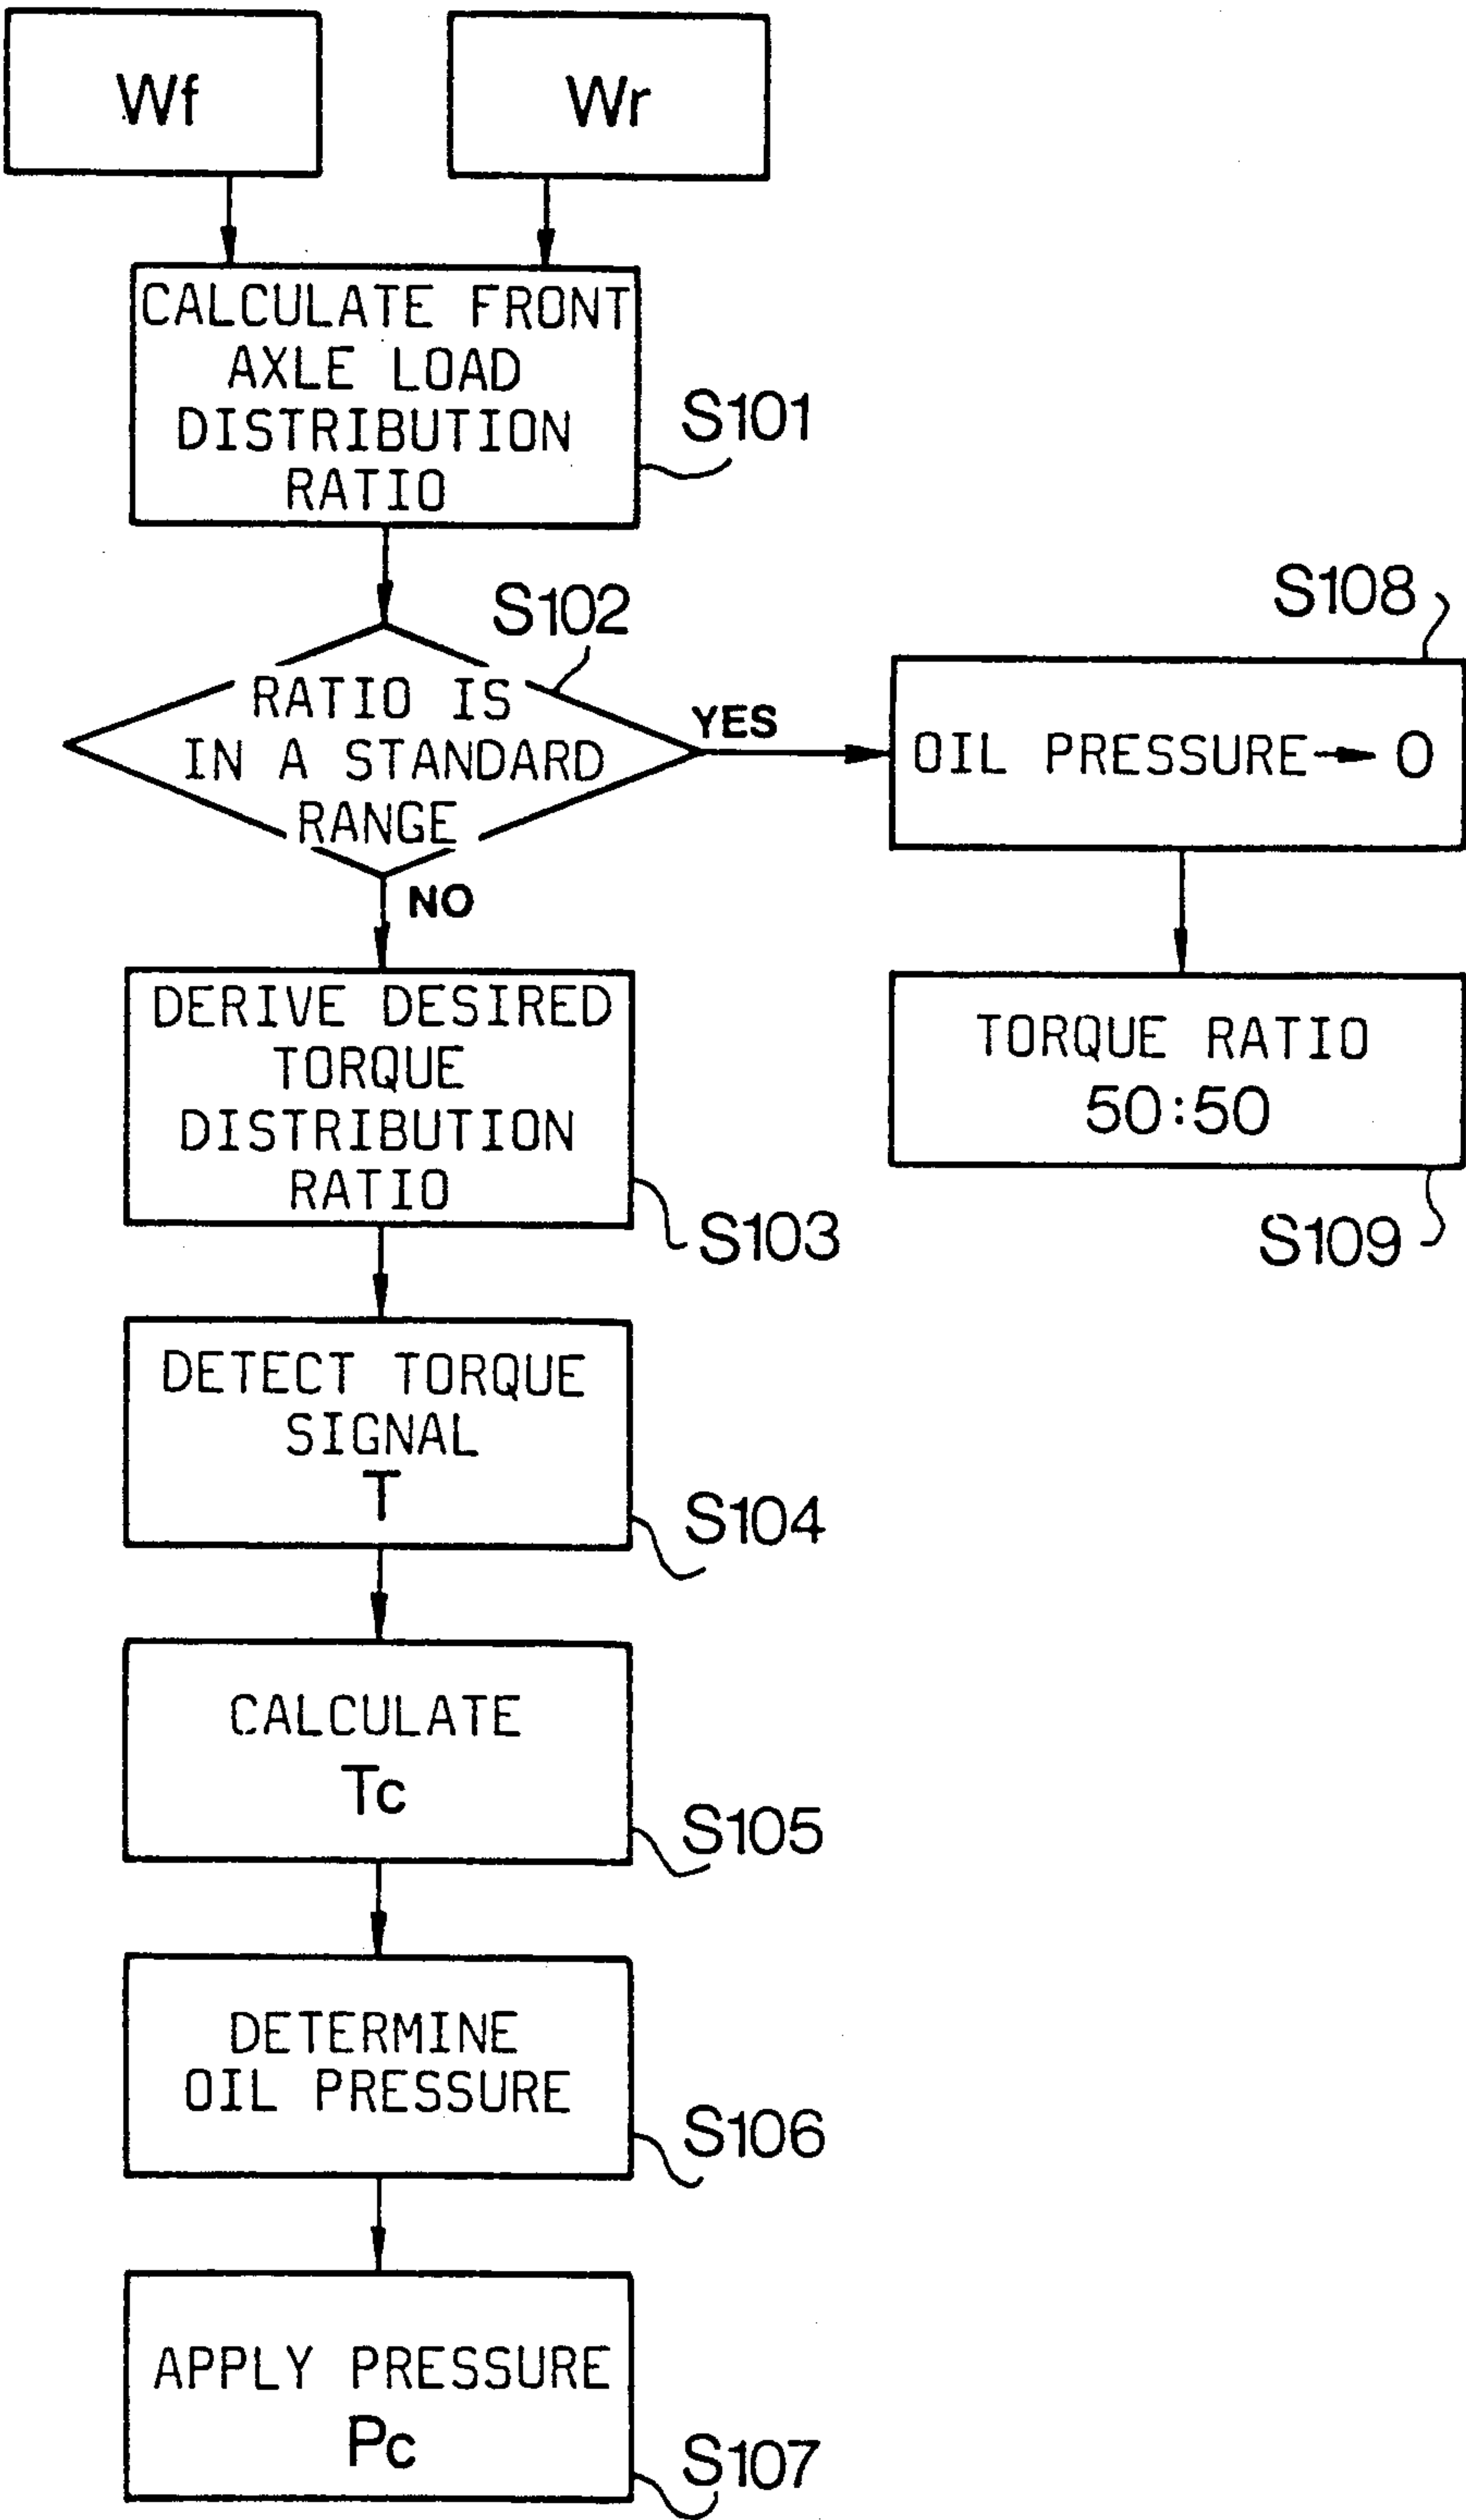 Wf
Wr
CALCULATE FRONT
AXLE LOAD
DISTRIBUTION
RATIO
S101
S102
RATIO IS
IN A STANDARD
RANGE
YES
NO
S108
OIL PRESSURE → 0
TORQUE RATIO
50:50
S109
DERIVE DESIRED
TORQUE
DISTRIBUTION
RATIO
S103
DETECT TORQUE
SIGNAL
T
S104
CALCULATE
Tc
S105
DETERMINE
OIL PRESSURE
S106
APPLY PRESSURE
Pc
S107